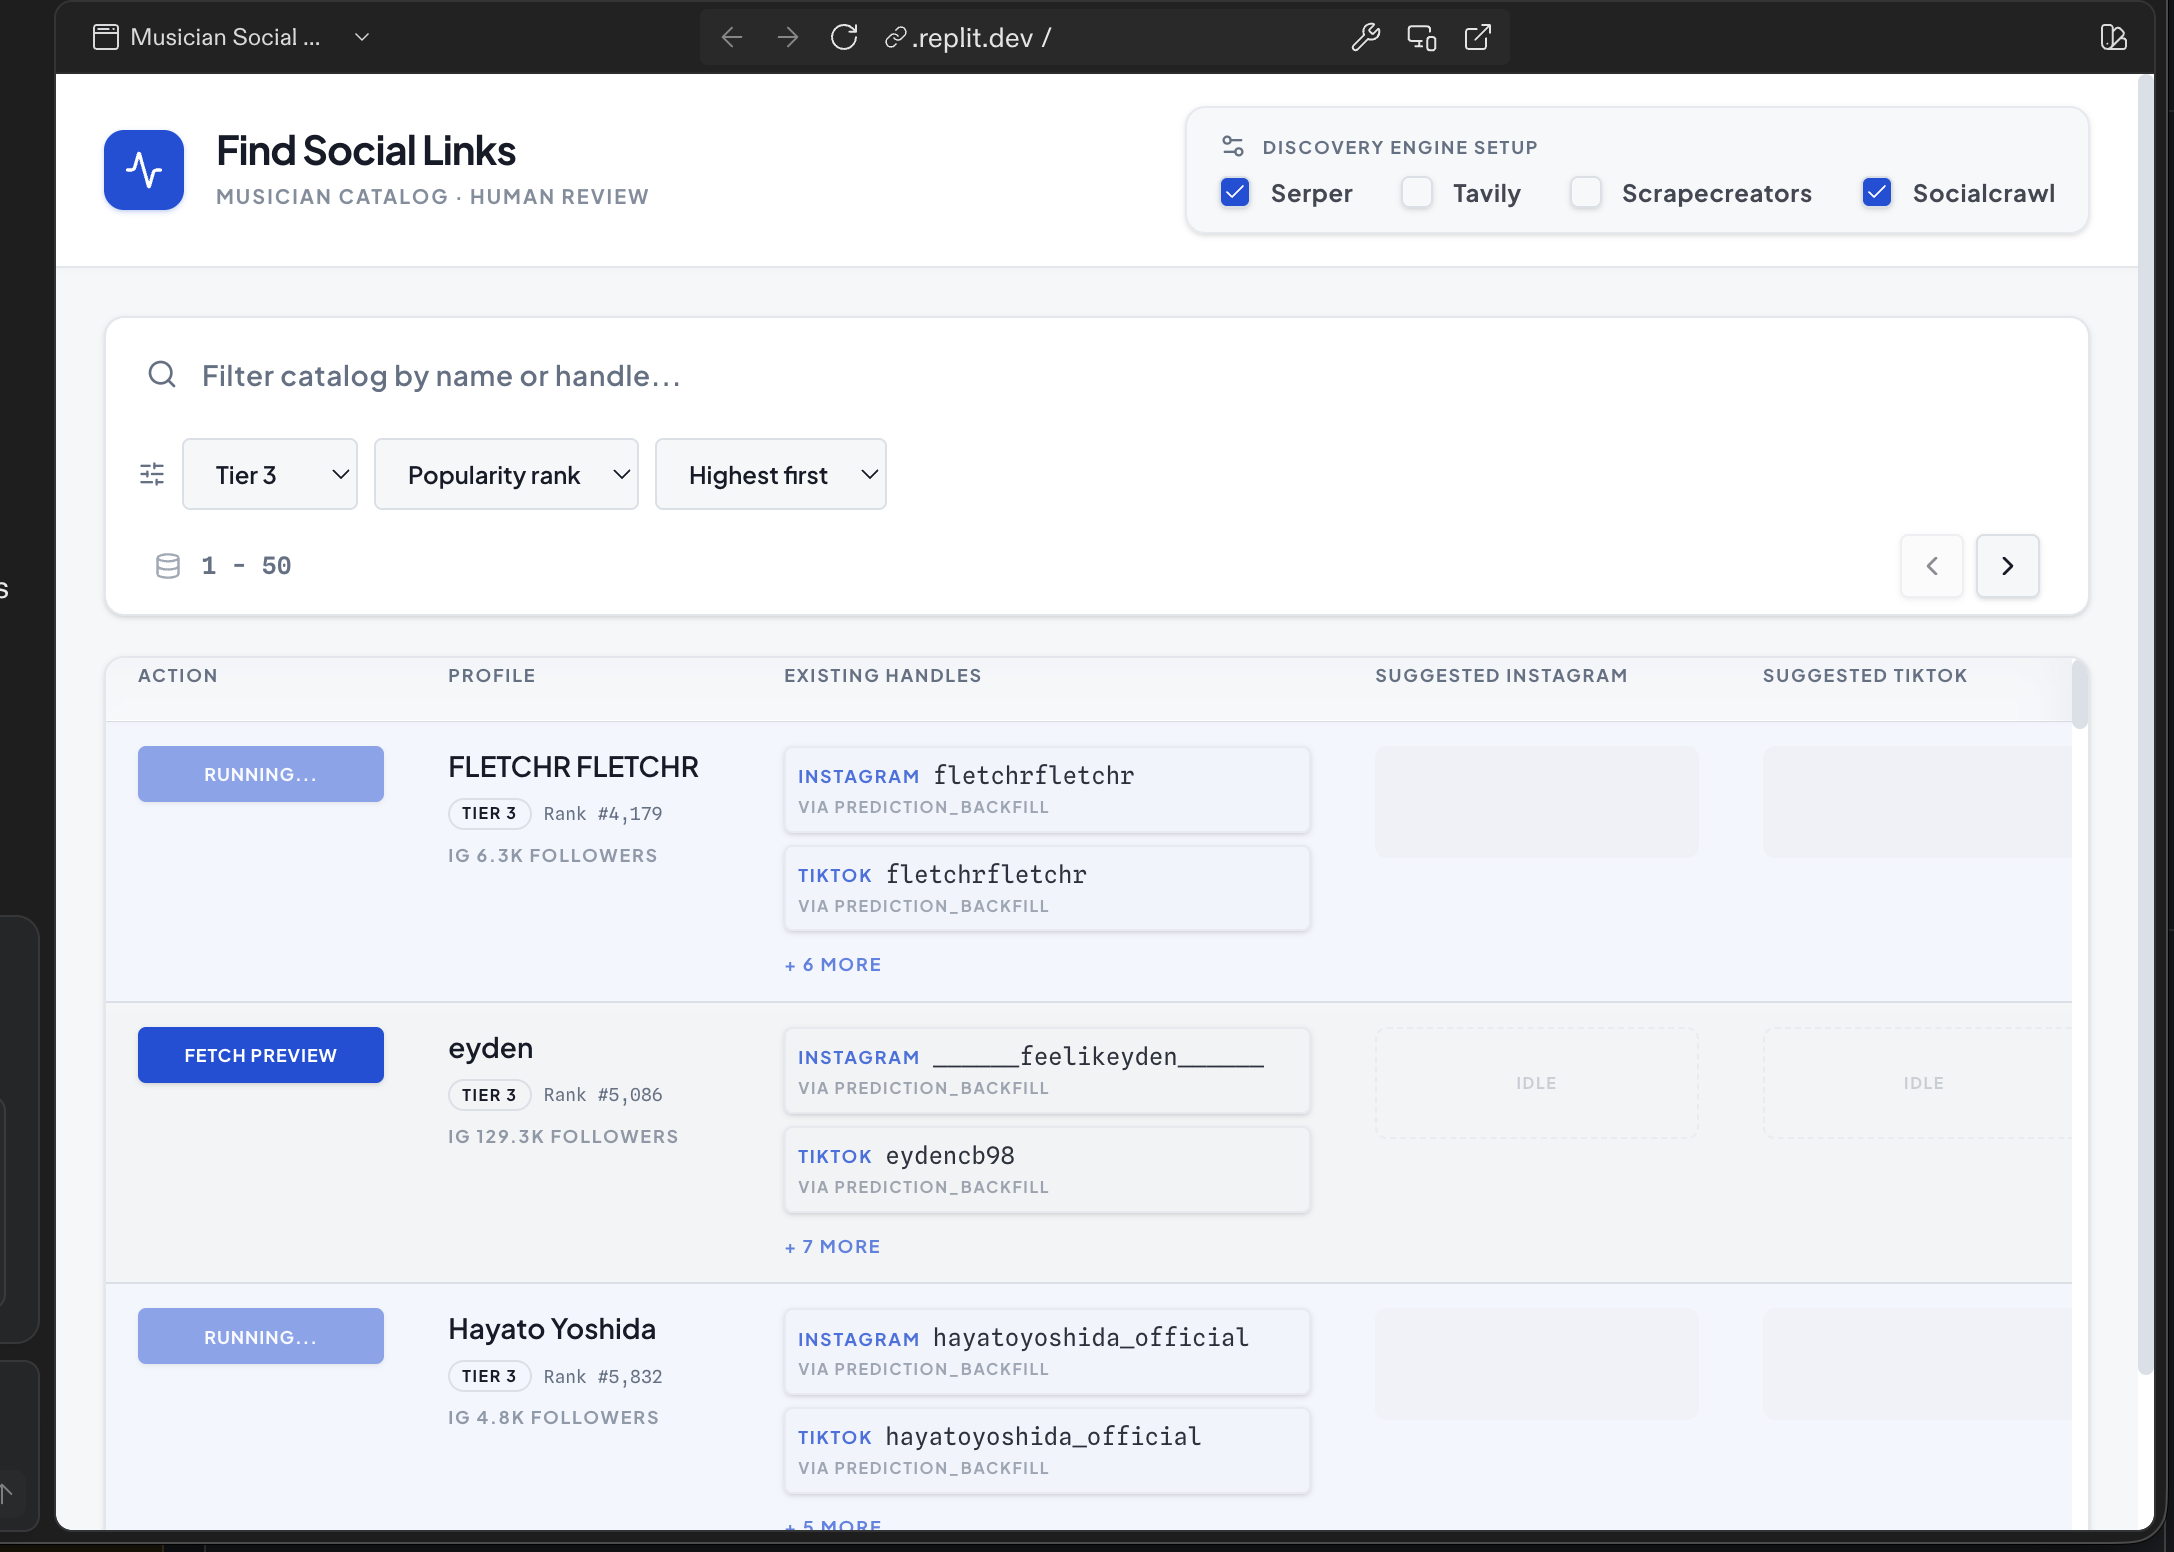 Musician Social ...
.replit.dev /
Find Social Links
MUSICIAN CATALOG · HUMAN REVIEW
DISCOVERY ENGINE SETUP
Serper Tavily Scrapecreators Socialcrawl
Filter catalog by name or handle...
Tier 3 Popularity rank Highest first
1 - 50
s
ACTION PROFILE EXISTING HANDLES SUGGESTED INSTAGRAM SUGGESTED TIKTOK
RUNNING...
FLETCHR FLETCHR
TIER 3 Rank #4,179
IG 6.3K FOLLOWERS
INSTAGRAM fletchrfletchr
VIA PREDICTION_BACKFILL
TIKTOK fletchrfletchr
VIA PREDICTION_BACKFILL
+ 6 MORE
FETCH PREVIEW
eyden
TIER 3 Rank #5,086
IG 129.3K FOLLOWERS
INSTAGRAM ______feelikeyden______
VIA PREDICTION_BACKFILL
TIKTOK eydencb98
VIA PREDICTION_BACKFILL
+ 7 MORE
IDLE IDLE
RUNNING...
Hayato Yoshida
TIER 3 Rank #5,832
IG 4.8K FOLLOWERS
INSTAGRAM hayatoyoshida_official
VIA PREDICTION_BACKFILL
TIKTOK hayatoyoshida_official
VIA PREDICTION_BACKFILL
+ 5 MORE